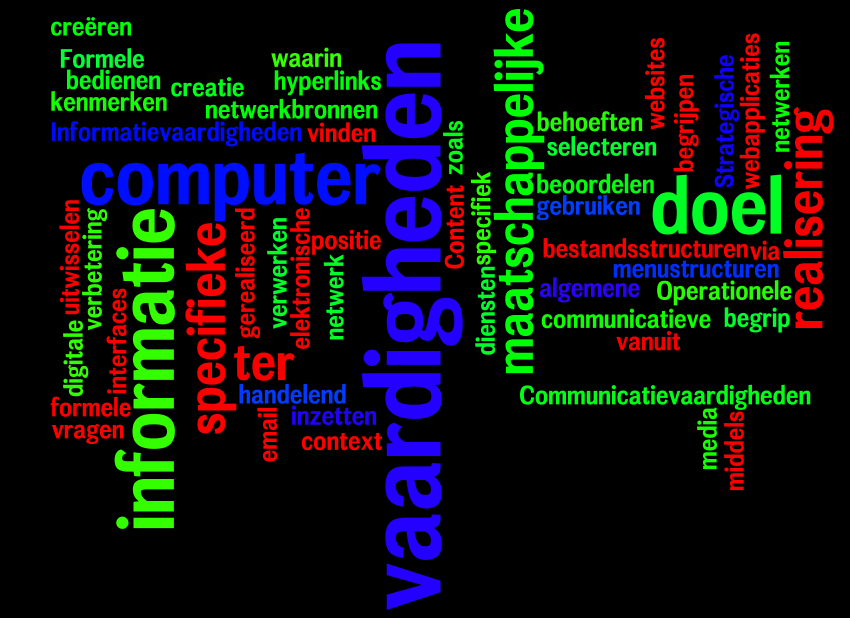 creëren
Formele
waarin
bedienen
creatie
hyperlinks
kenmerken
netwerkbronnen
Informatievaardigheden
vinden
computer
vaardigheden
zoals
Content
specifiek
diensten
maatschappelijke
behoeften
selecteren
websites
begrijpen
Strategische
webapplicaties
netwerken
realisering
beoordelen
gebruiken
doel
bestandsstructuren
via
menustructuren
algemene
Operationele
communicatieve
begrip
vanuit
uitwisselen
verbetering
informatie
specifieke
gerealiseerd
verwerken
elektronische
positie
netwerk
digitale
interfaces
ter
formele
vragen
handelend
email
inzetten
context
Communicatievaardigheden
media
middels